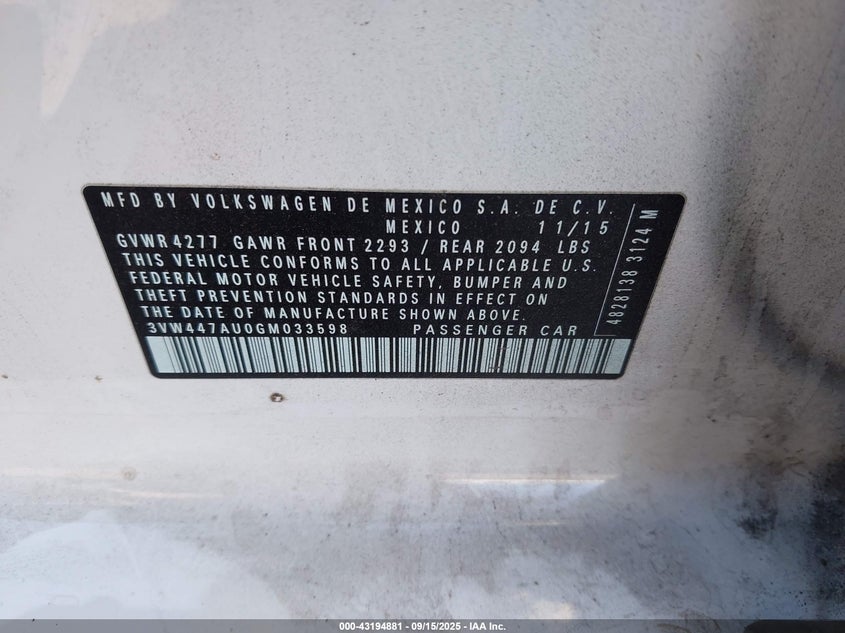 MFD BY VOLKSWAGEN DE MEXICO S.A. DE C.V.
MEXICO 11/15
GVWR 4277 GAWR FRONT 2293 / REAR 2094 LBS
THIS VEHICLE CONFORMS TO ALL APPLICABLE U.S.
FEDERAL MOTOR VEHICLE SAFETY, BUMPER AND
THEFT PREVENTION STANDARDS IN EFFECT ON
THE DATE OF MANUFACTURE SHOWN ABOVE.
3VW447AU0GM033598 PASSENGER CAR
4828138 3124 M
000-43194881 - 09/15/2025 - IAA Inc.